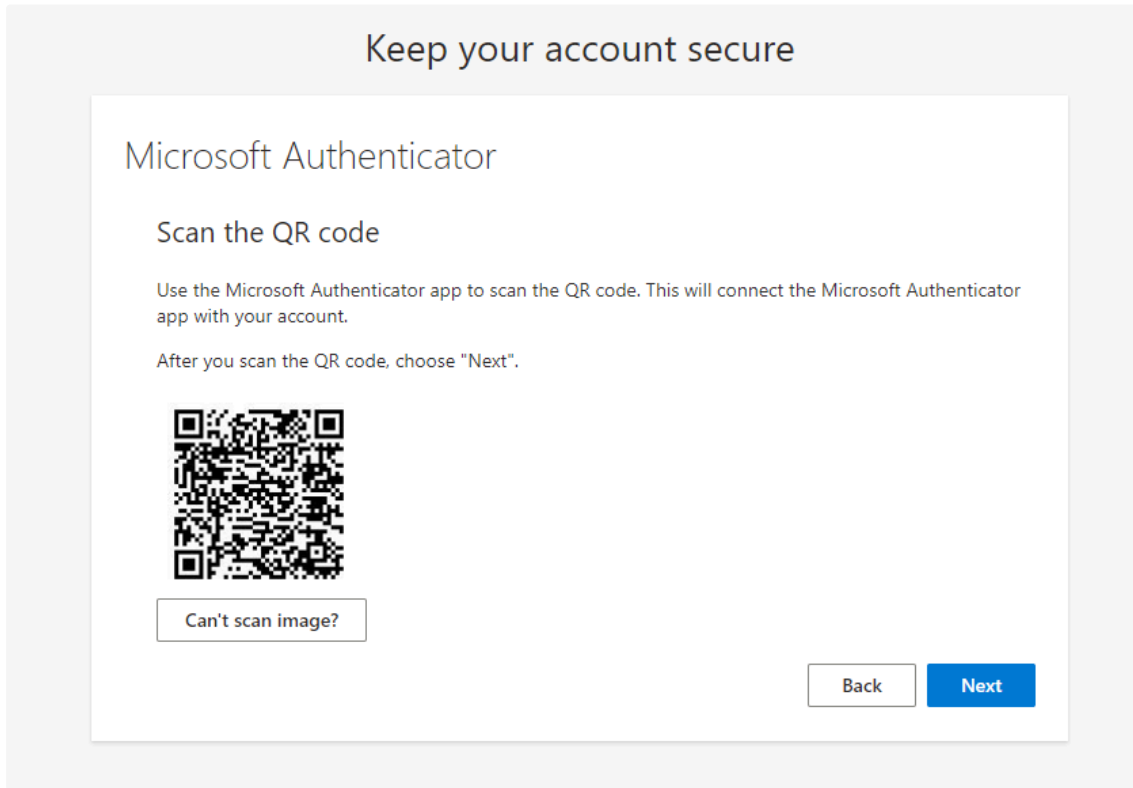 Keep your account secure
Microsoft Authenticator
Scan the QR code
Use the Microsoft Authenticator app to scan the QR code. This will connect the Microsoft Authenticator
app with your account.
After you scan the QR code, choose "Next".
Can't scan image?
Back
Next